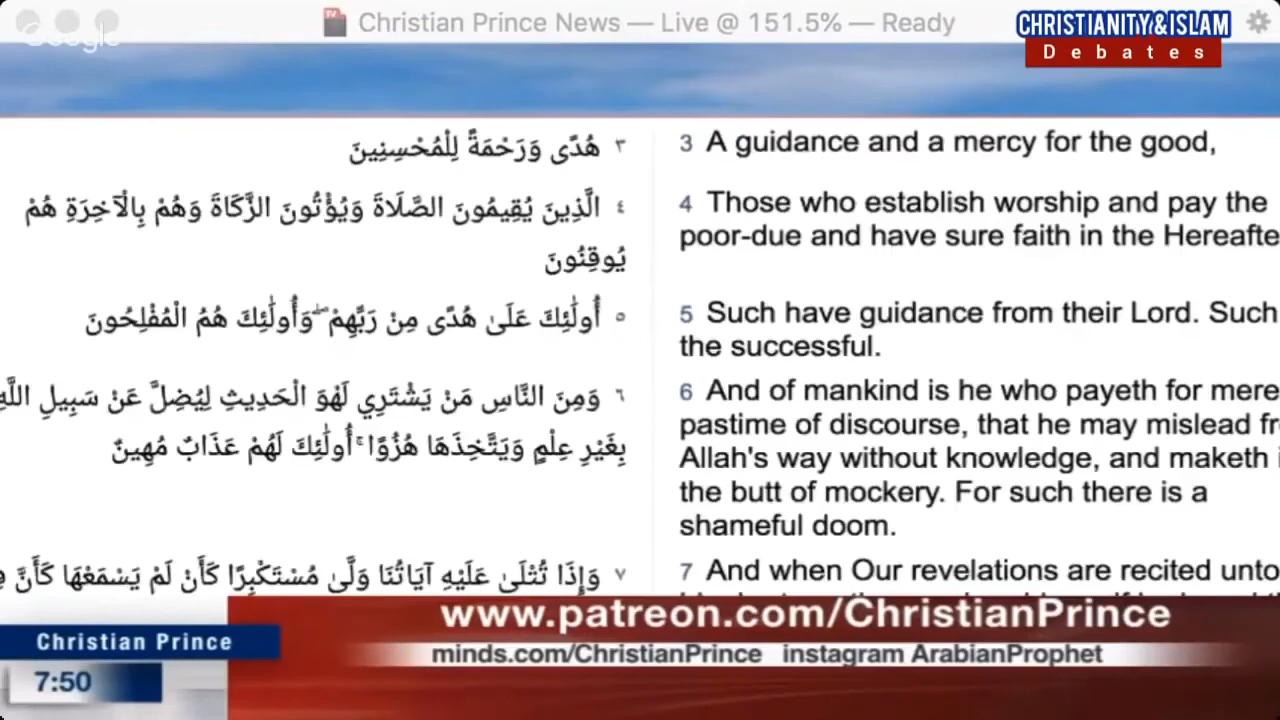 Christian Prince News — Live @ 151.5% — Ready
Google
CHRISTIANITY&ISLAM
Debates
٣ هُدًى وَرَحْمَةً لِلْمُحْسِنِينَ
٤ الَّذِينَ يُقِيمُونَ الصَّلَاةَ وَيُؤْتُونَ الزَّكَاةَ وَهُمْ بِالْآخِرَةِ هُمْ
يُوقِنُونَ
٥ أُولَٰئِكَ عَلَىٰ هُدًى مِنْ رَبِّهِمْ ۖ وَأُولَٰئِكَ هُمُ الْمُفْلِحُونَ
٦ وَمِنَ النَّاسِ مَنْ يَشْتَرِي لَهْوَ الْحَدِيثِ لِيُضِلَّ عَنْ سَبِيلِ اللَّهِ
بِغَيْرِ عِلْمٍ وَيَتَّخِذَهَا هُزُوًا ۚ أُولَٰئِكَ لَهُمْ عَذَابٌ مُهِينٌ
٧ وَإِذَا تُتْلَىٰ عَلَيْهِ آيَاتُنَا وَلَّىٰ مُسْتَكْبِرًا كَأَنْ لَمْ يَسْمَعْهَا كَأَنَّ
3 A guidance and a mercy for the good,
4 Those who establish worship and pay the
poor-due and have sure faith in the Hereafte
5 Such have guidance from their Lord. Such
the successful.
6 And of mankind is he who payeth for mere
pastime of discourse, that he may mislead fr
Allah's way without knowledge, and maketh i
the butt of mockery. For such there is a
shameful doom.
7 And when Our revelations are recited unto
www.patreon.com/ChristianPrince
Christian Prince
minds.com/ChristianPrince instagram ArabianProphet
7:50